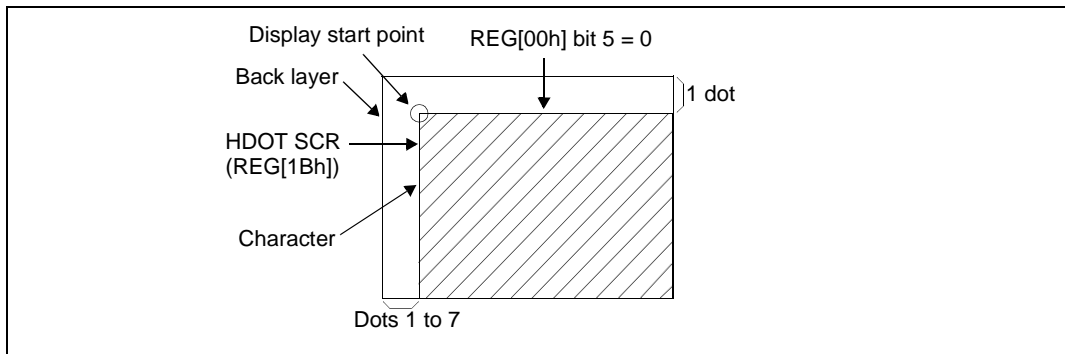 Display start point
REG[00h] bit 5 = 0
Back layer
1 dot
HDOT SCR
(REG[1Bh])
Character
Dots 1 to 7